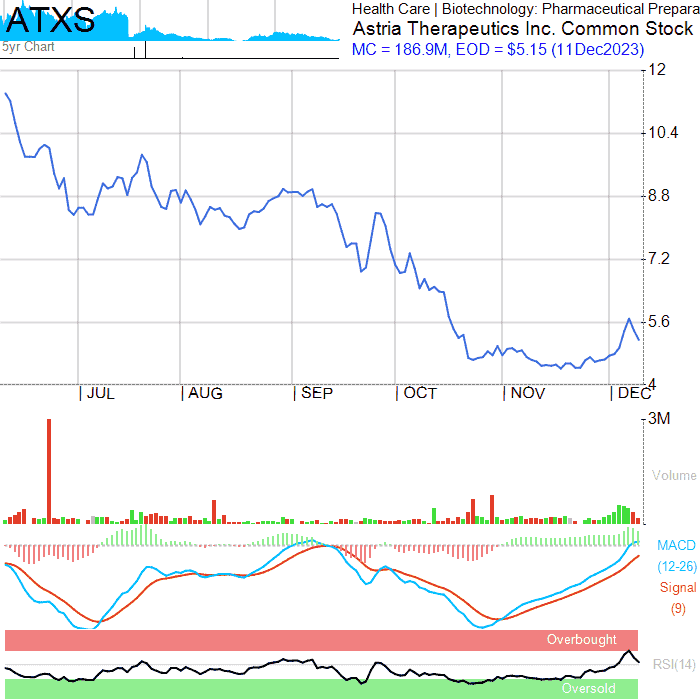 ATXS
5yr Chart
Health Care | Biotechnology: Pharmaceutical Prepara
Astria Therapeutics Inc. Common Stock
MC = 186.9M, EOD = $5.15 (11Dec2023)
12
10.4
8.8
7.2
5.6
4
| JUL | AUG | SEP | OCT | NOV | DEC
3M
Volume
MACD
(12-26)
Signal
(9)
Overbought
RSI(14)
Oversold